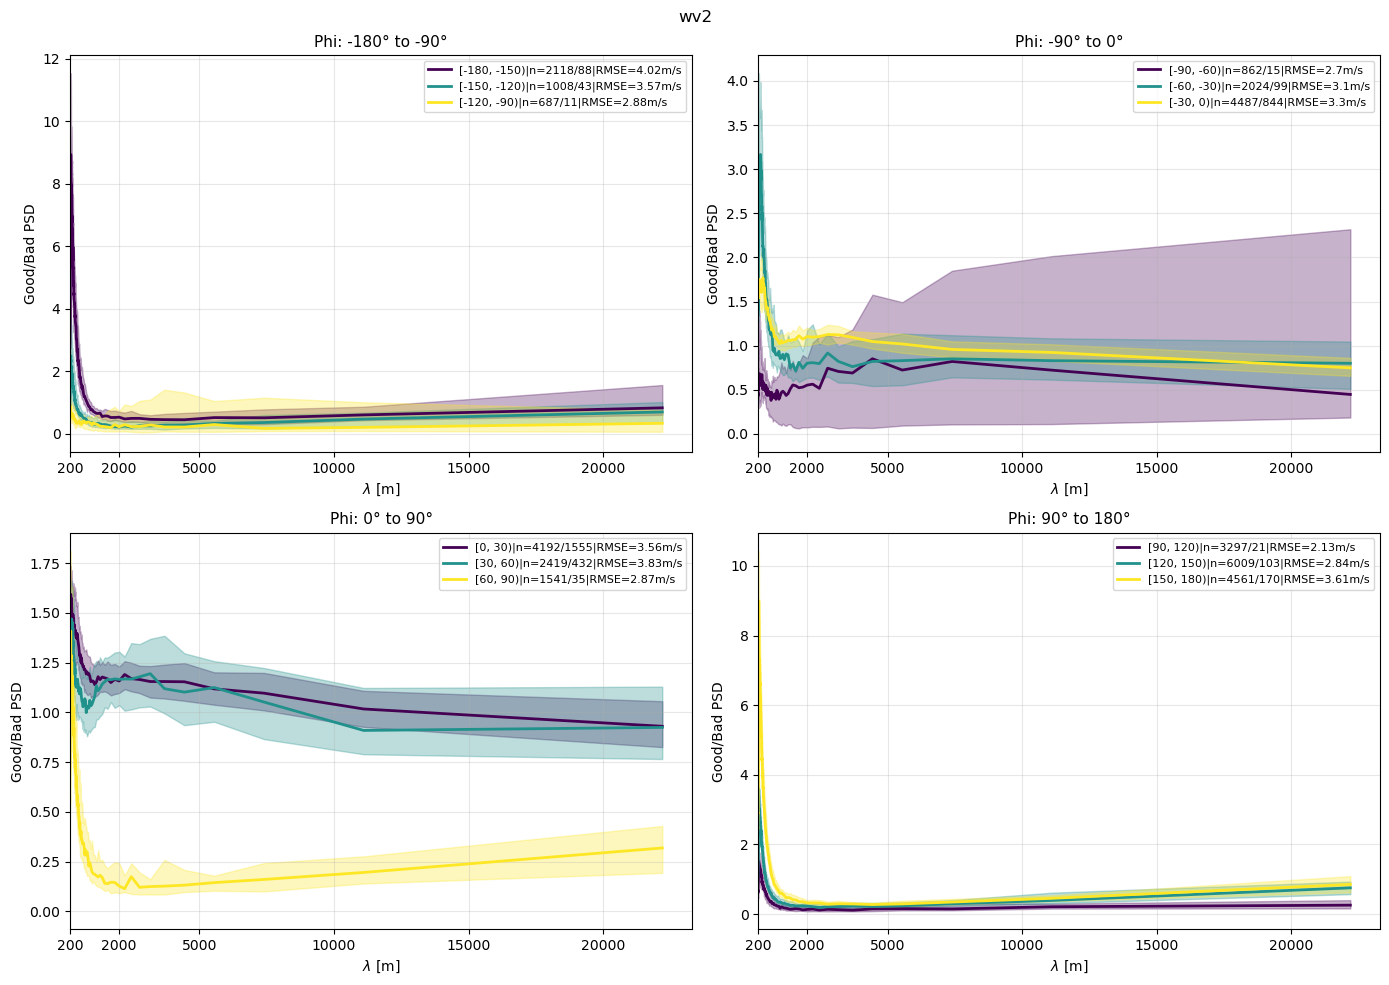 wv2
Phi: -180° to -90°
Good/Bad PSD
12
10
8
6
4
2
0
[-180, -150)|n=2118/88|RMSE=4.02m/s
[-150, -120)|n=1008/43|RMSE=3.57m/s
[-120, -90)|n=687/11|RMSE=2.88m/s
200 2000 5000 10000 15000 20000
λ [m]
Phi: -90° to 0°
Good/Bad PSD
4.0
3.5
3.0
2.5
2.0
1.5
1.0
0.5
0.0
[-90, -60)|n=862/15|RMSE=2.7m/s
[-60, -30)|n=2024/99|RMSE=3.1m/s
[-30, 0)|n=4487/844|RMSE=3.3m/s
200 2000 5000 10000 15000 20000
λ [m]
Phi: 0° to 90°
Good/Bad PSD
1.75
1.50
1.25
1.00
0.75
0.50
0.25
0.00
[0, 30)|n=4192/1555|RMSE=3.56m/s
[30, 60)|n=2419/432|RMSE=3.83m/s
[60, 90)|n=1541/35|RMSE=2.87m/s
200 2000 5000 10000 15000 20000
λ [m]
Phi: 90° to 180°
Good/Bad PSD
10
8
6
4
2
0
[90, 120)|n=3297/21|RMSE=2.13m/s
[120, 150)|n=6009/103|RMSE=2.84m/s
[150, 180)|n=4561/170|RMSE=3.61m/s
200 2000 5000 10000 15000 20000
λ [m]